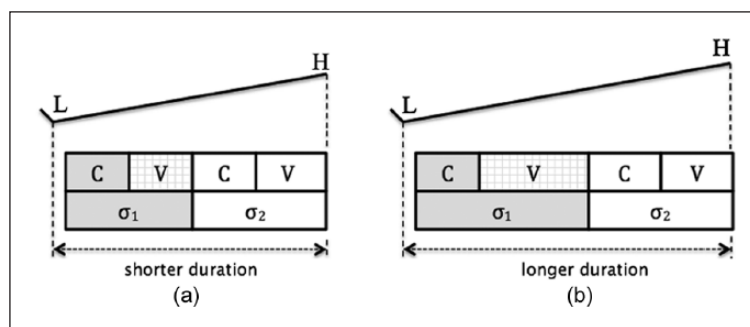 H
L
C V C V
σ₁ σ₂
shorter duration
(a)
H
L
C V C V
σ₁ σ₂
longer duration
(b)